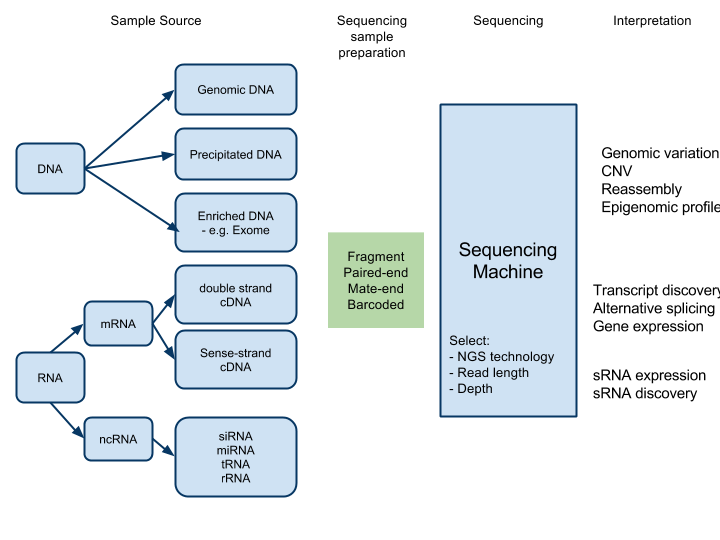 Sample Source
Sequencing
sample
preparation
Sequencing
Interpretation
DNA
Genomic DNA
Precipitated DNA
Enriched DNA
- e.g. Exome
RNA
mRNA
double strand
cDNA
Sense-strand
cDNA
ncRNA
siRNA
miRNA
tRNA
rRNA
Fragment
Paired-end
Mate-end
Barcoded
Sequencing
Machine
Select:
- NGS technology
- Read length
- Depth
Genomic variation
CNV
Reassembly
Epigenomic profile
Transcript discovery
Alternative splicing
Gene expression
sRNA expression
sRNA discovery